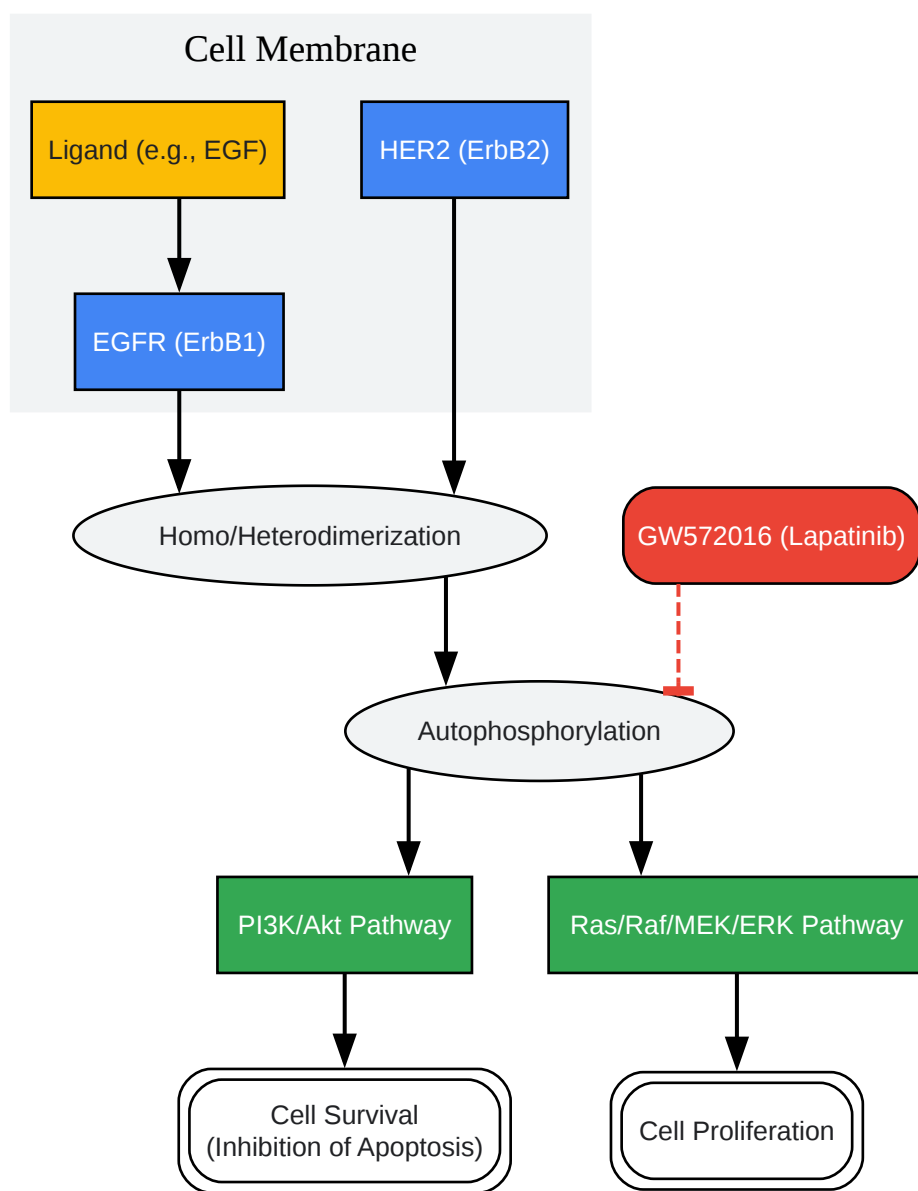 Cell Membrane
Ligand (e.g., EGF)
HER2 (ErbB2)
EGFR (ErbB1)
Homo/Heterodimerization
GW572016 (Lapatinib)
Autophosphorylation
PI3K/Akt Pathway
Ras/Raf/MEK/ERK Pathway
Cell Survival
(Inhibition of Apoptosis)
Cell Proliferation